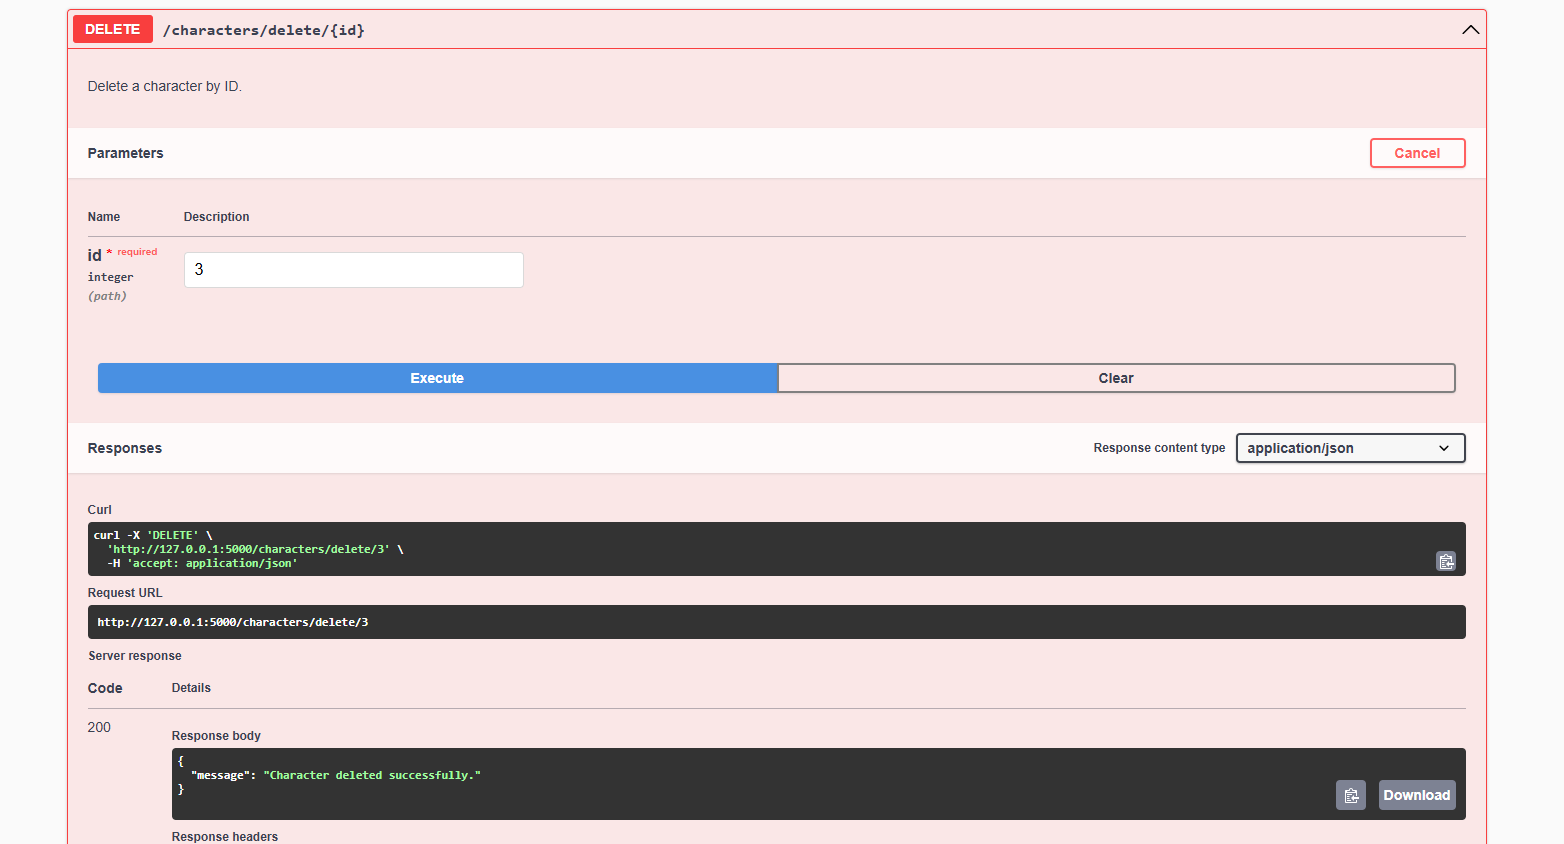 DELETE /characters/delete/{id}
Delete a character by ID.
Parameters Cancel
Name Description
id * required
integer
(path)
3
Execute Clear
Responses Response content type application/json
Curl
curl -X 'DELETE' \
  'http://127.0.0.1:5000/characters/delete/3' \
  -H 'accept: application/json'
Request URL
http://127.0.0.1:5000/characters/delete/3
Server response
Code Details
200
Response body
{
  "message": "Character deleted successfully."
}
Download
Response headers